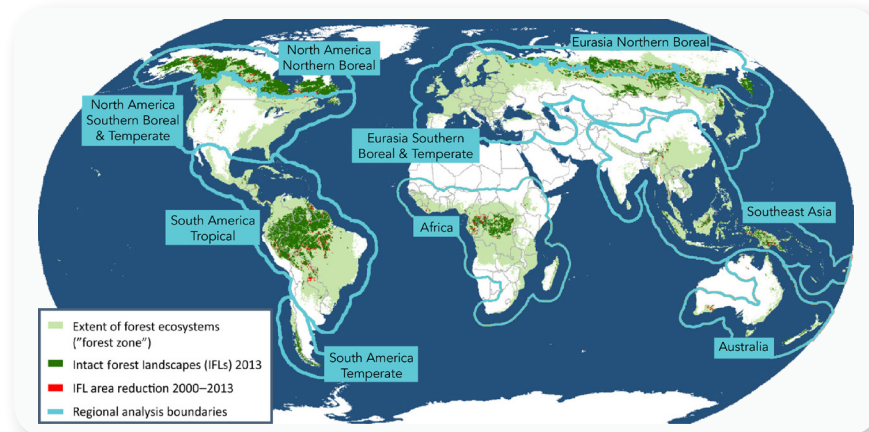 North America
Northern Boreal
Eurasia Northern Boreal
North America
Southern Boreal
& Temperate
Eurasia Southern
Boreal & Temperate
South America
Tropical
Africa
Southeast Asia
Australia
South America
Temperate
Extent of forest ecosystems
("forest zone")
Intact forest landscapes (IFLs) 2013
IFL area reduction 2000–2013
Regional analysis boundaries